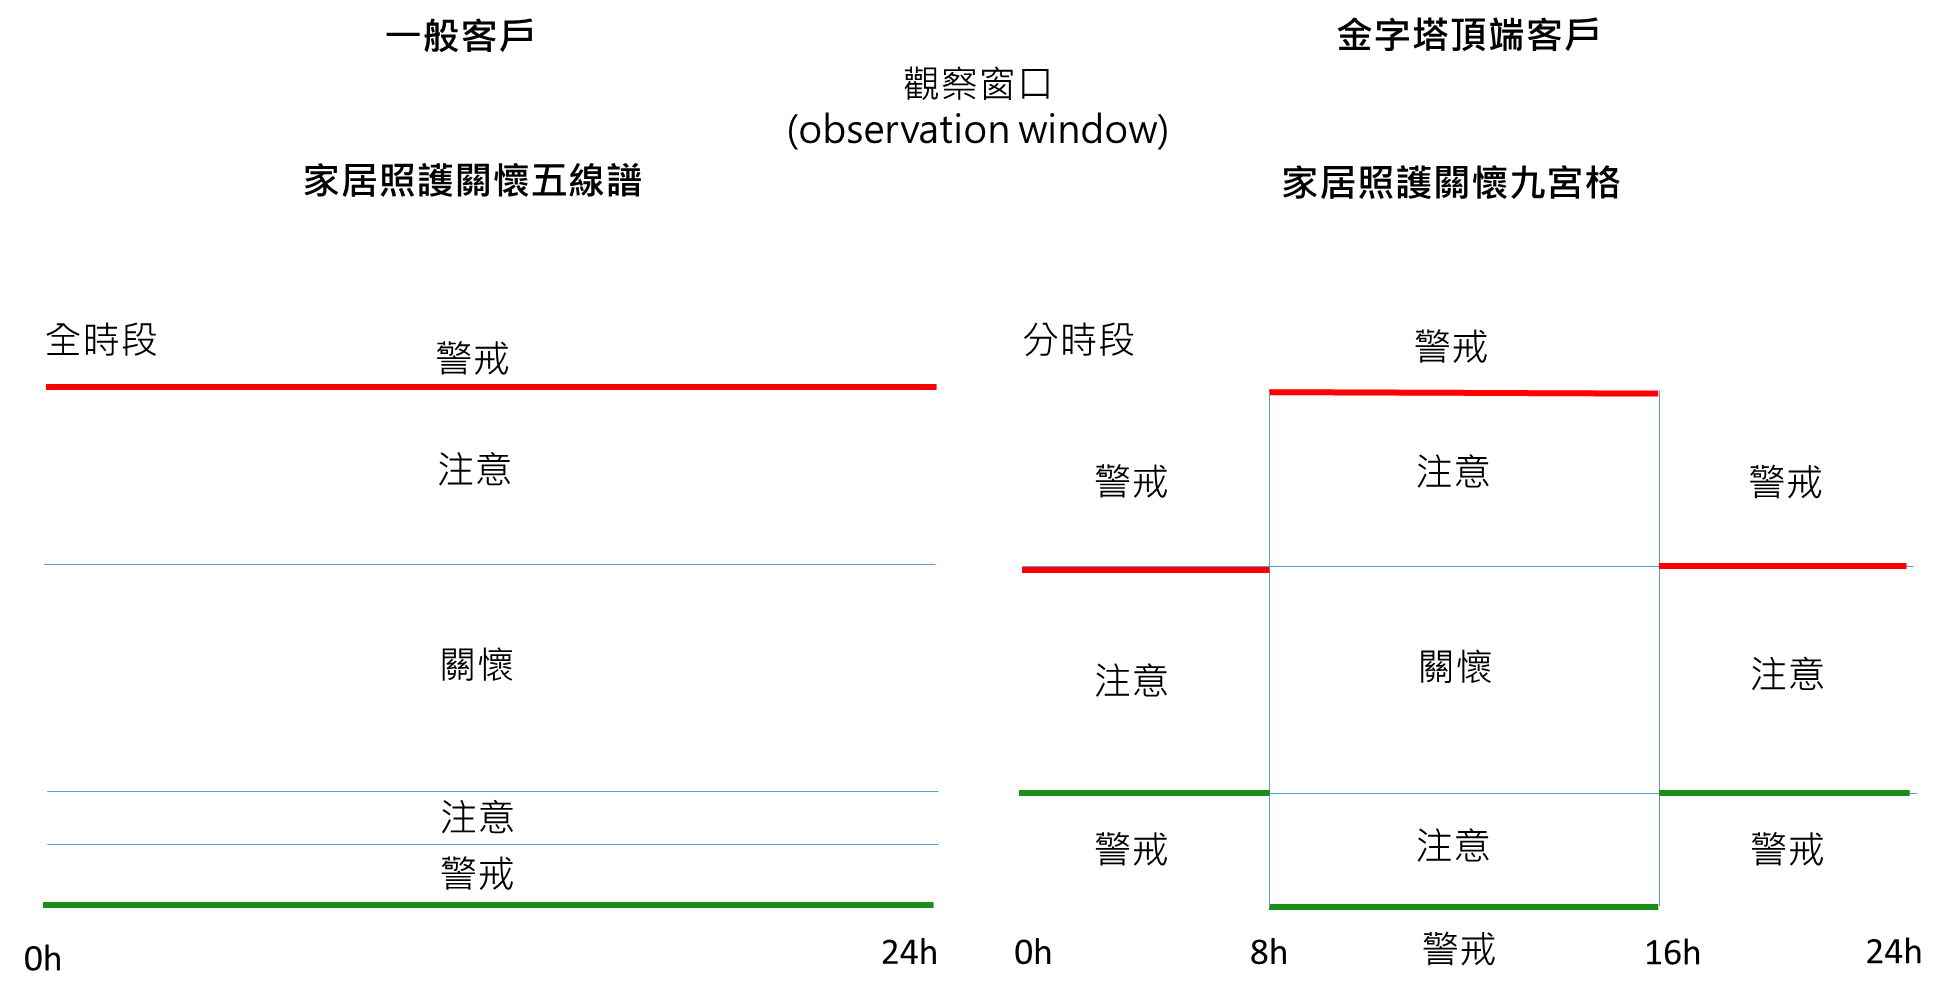 一般客戶
金字塔頂端客戶
觀察窗口
(observation window)
家居照護關懷五線譜
家居照護關懷九宮格
全時段
警戒
注意
關懷
注意
警戒
0h
24h
分時段
警戒
警戒
注意
警戒
注意
關懷
注意
警戒
注意
警戒
警戒
0h
8h
16h
24h